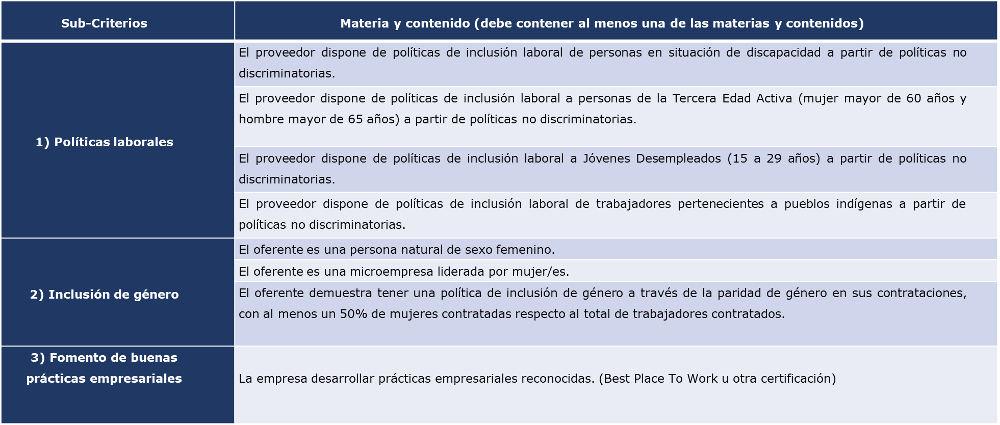 Sub-Criterios
Materia y contenido (debe contener al menos una de las materias y contenidos)
1) Políticas laborales
El proveedor dispone de políticas de inclusión laboral de personas en situación de discapacidad a partir de políticas no
discriminatorias.
El proveedor dispone de políticas de inclusión laboral a personas de la Tercera Edad Activa (mujer mayor de 60 años y
hombre mayor de 65 años) a partir de políticas no discriminatorias.
El proveedor dispone de políticas de inclusión laboral a Jóvenes Desempleados (15 a 29 años) a partir de políticas no
discriminatorias.
El proveedor dispone de políticas de inclusión laboral de trabajadores pertenecientes a pueblos indígenas a partir de
políticas no discriminatorias.
2) Inclusión de género
El oferente es una persona natural de sexo femenino.
El oferente es una microempresa liderada por mujer/es.
El oferente demuestra tener una política de inclusión de género a través de la paridad de género en sus contrataciones,
con al menos un 50% de mujeres contratadas respecto al total de trabajadores contratados.
3) Fomento de buenas
prácticas empresariales
La empresa desarrollar prácticas empresariales reconocidas. (Best Place To Work u otra certificación)